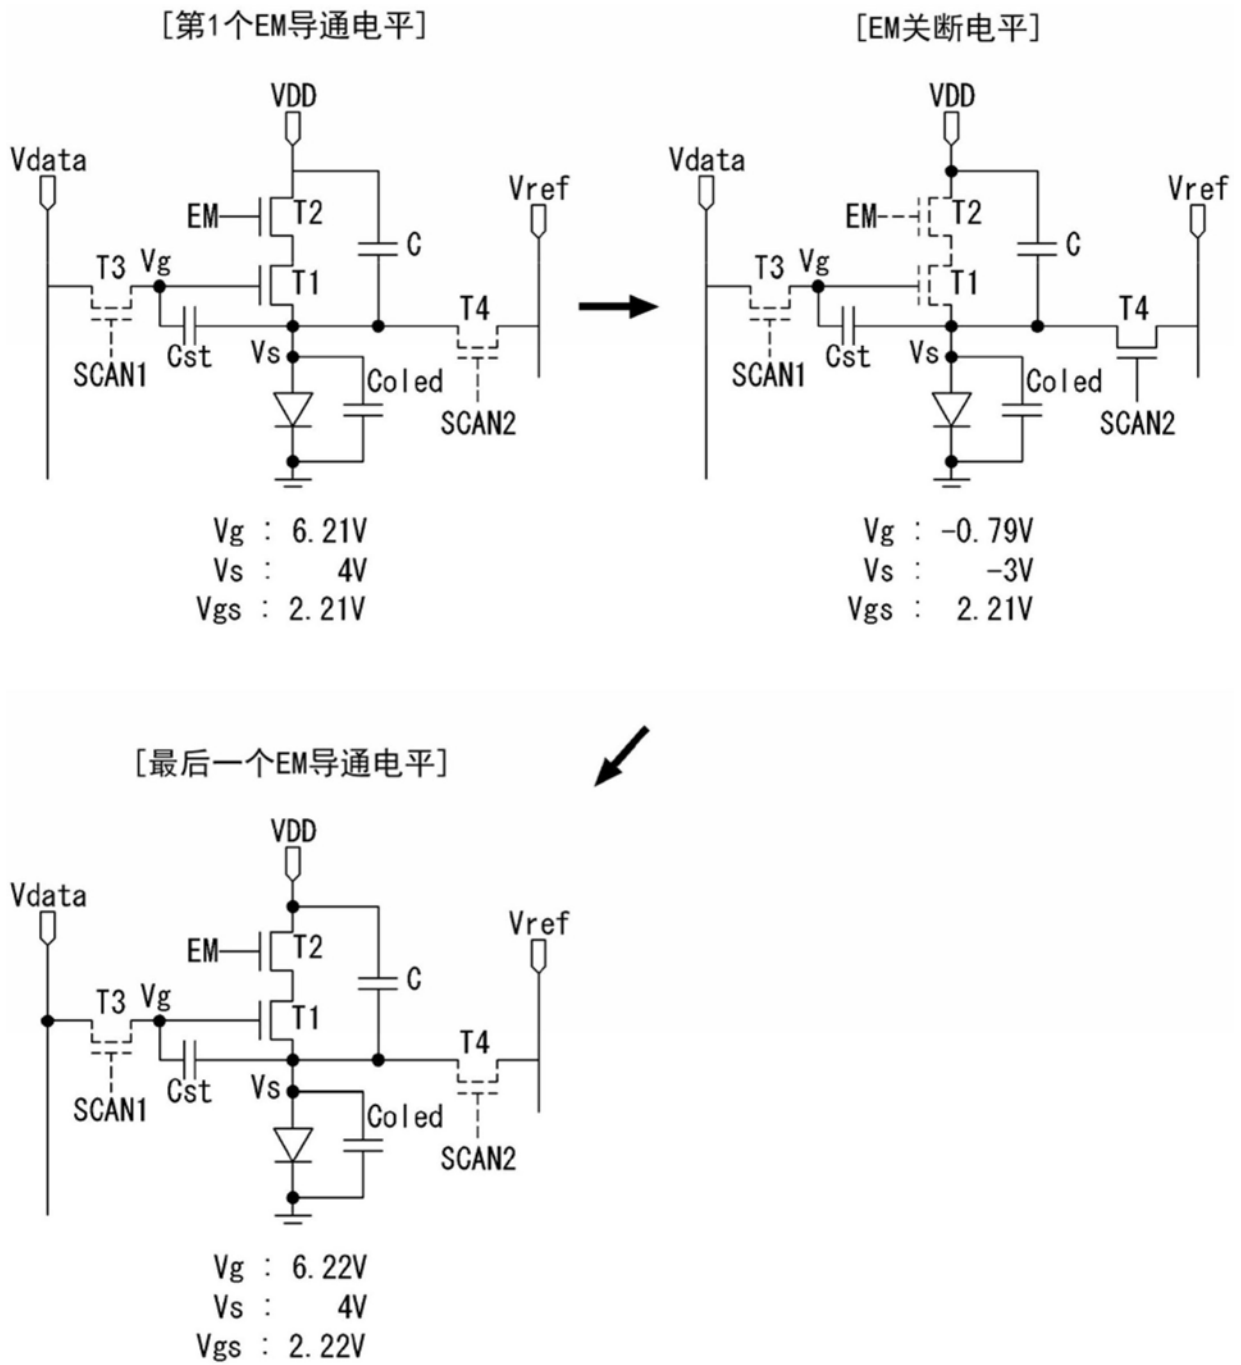 [第1个EM导通电平]
VDD
Vdata
Vref
EM
T2
C
T3
Vg
T1
T4
Cst
Vs
SCAN1
Coled
SCAN2
Vg : 6.21V
Vs : 4V
Vgs : 2.21V
[EM关断电平]
VDD
Vdata
Vref
EM
T2
C
T3
Vg
T1
T4
Cst
Vs
SCAN1
Coled
SCAN2
Vg : -0.79V
Vs : -3V
Vgs : 2.21V
[最后一个EM导通电平]
VDD
Vdata
Vref
EM
T2
C
T3
Vg
T1
T4
Cst
Vs
SCAN1
Coled
SCAN2
Vg : 6.22V
Vs : 4V
Vgs : 2.22V